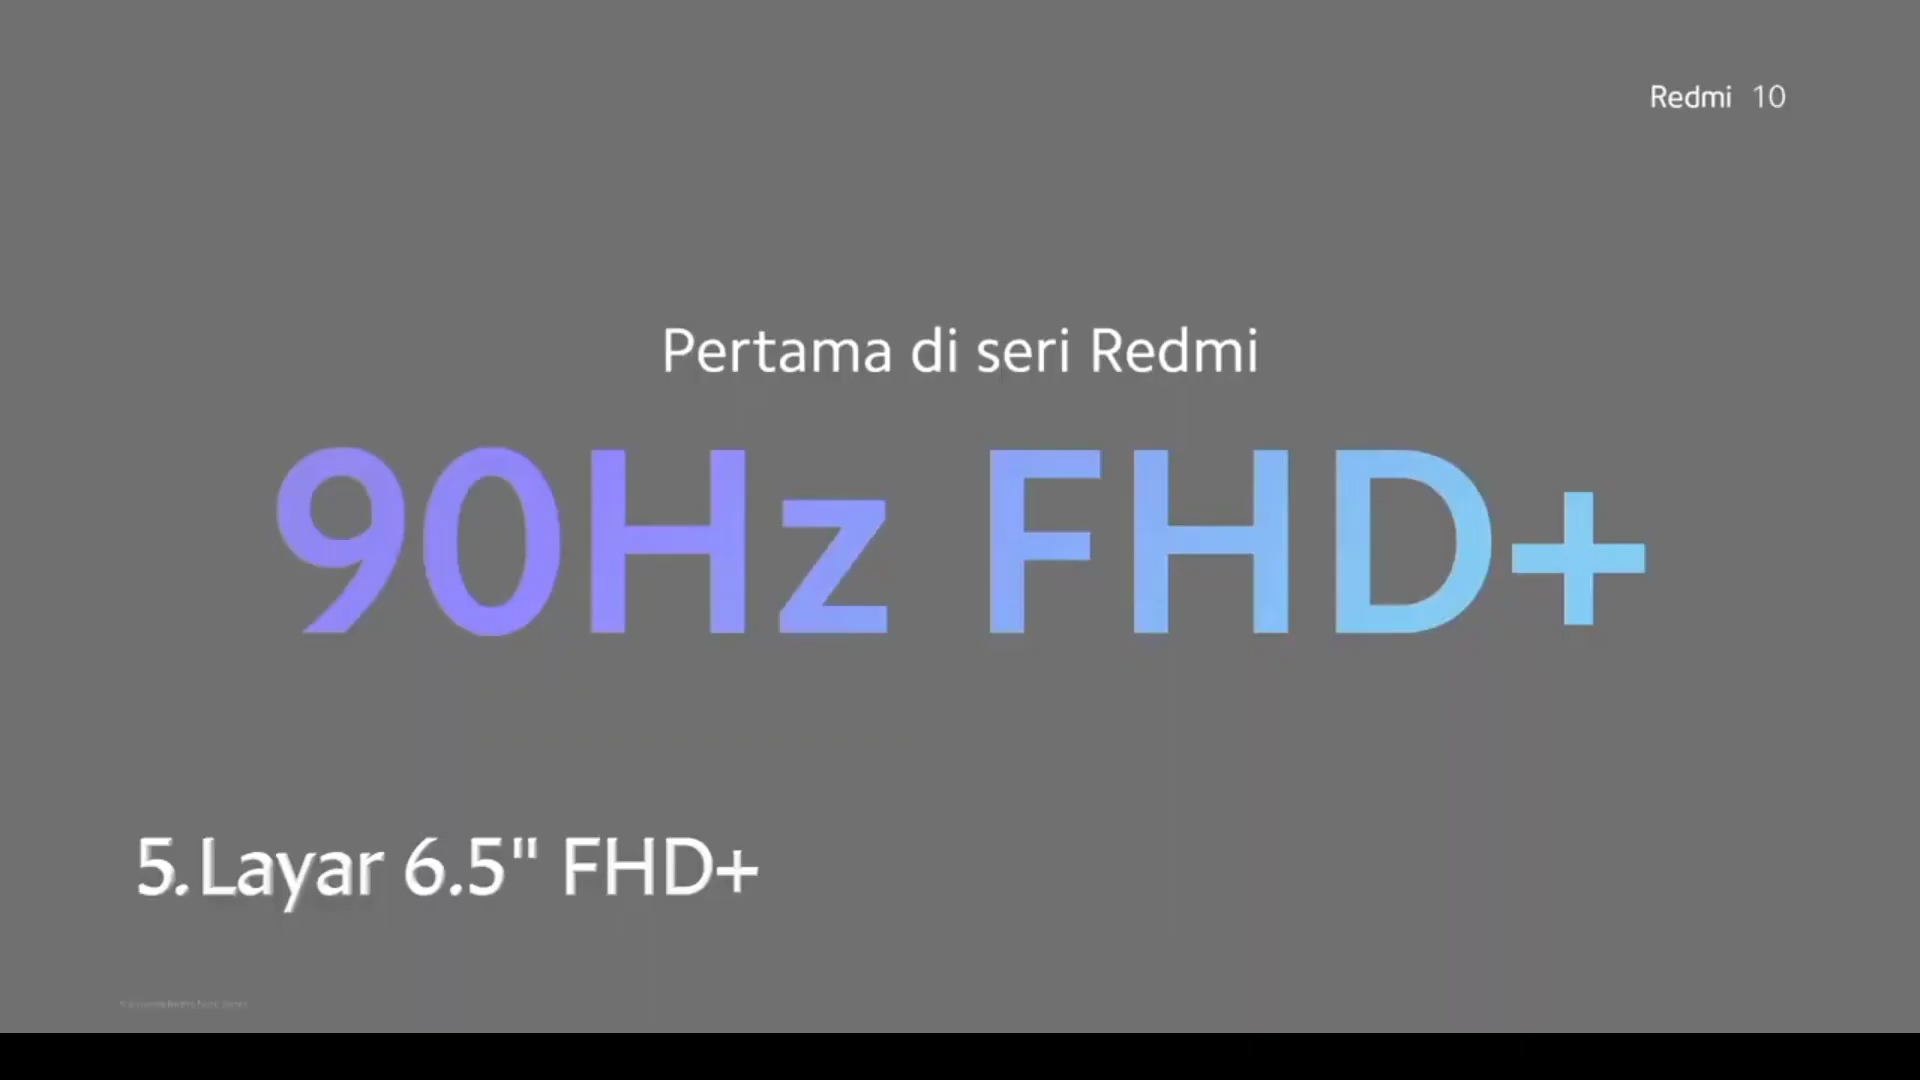 Redmi 10
Pertama di seri Redmi
90Hz FHD+
5. Layar 6.5" FHD+